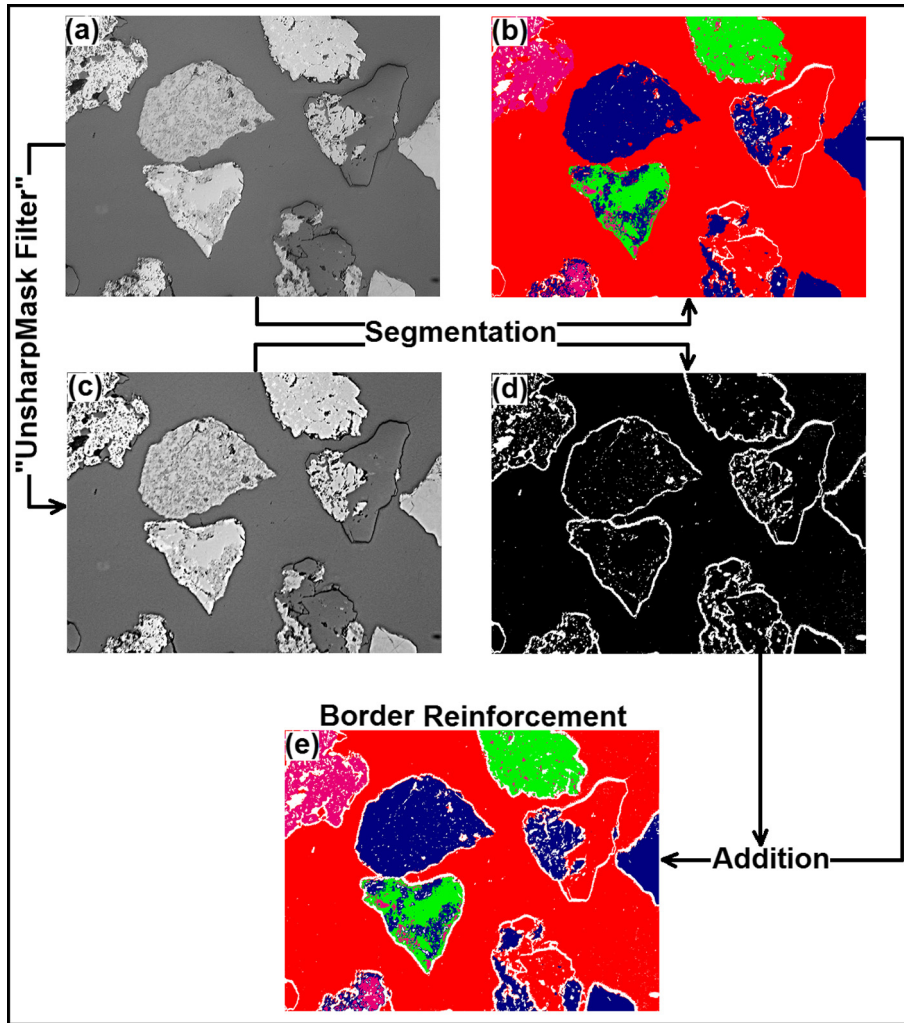 (a)
(b)
"UnsharpMask Filter"
Segmentation
(c)
(d)
Border Reinforcement
(e)
Addition